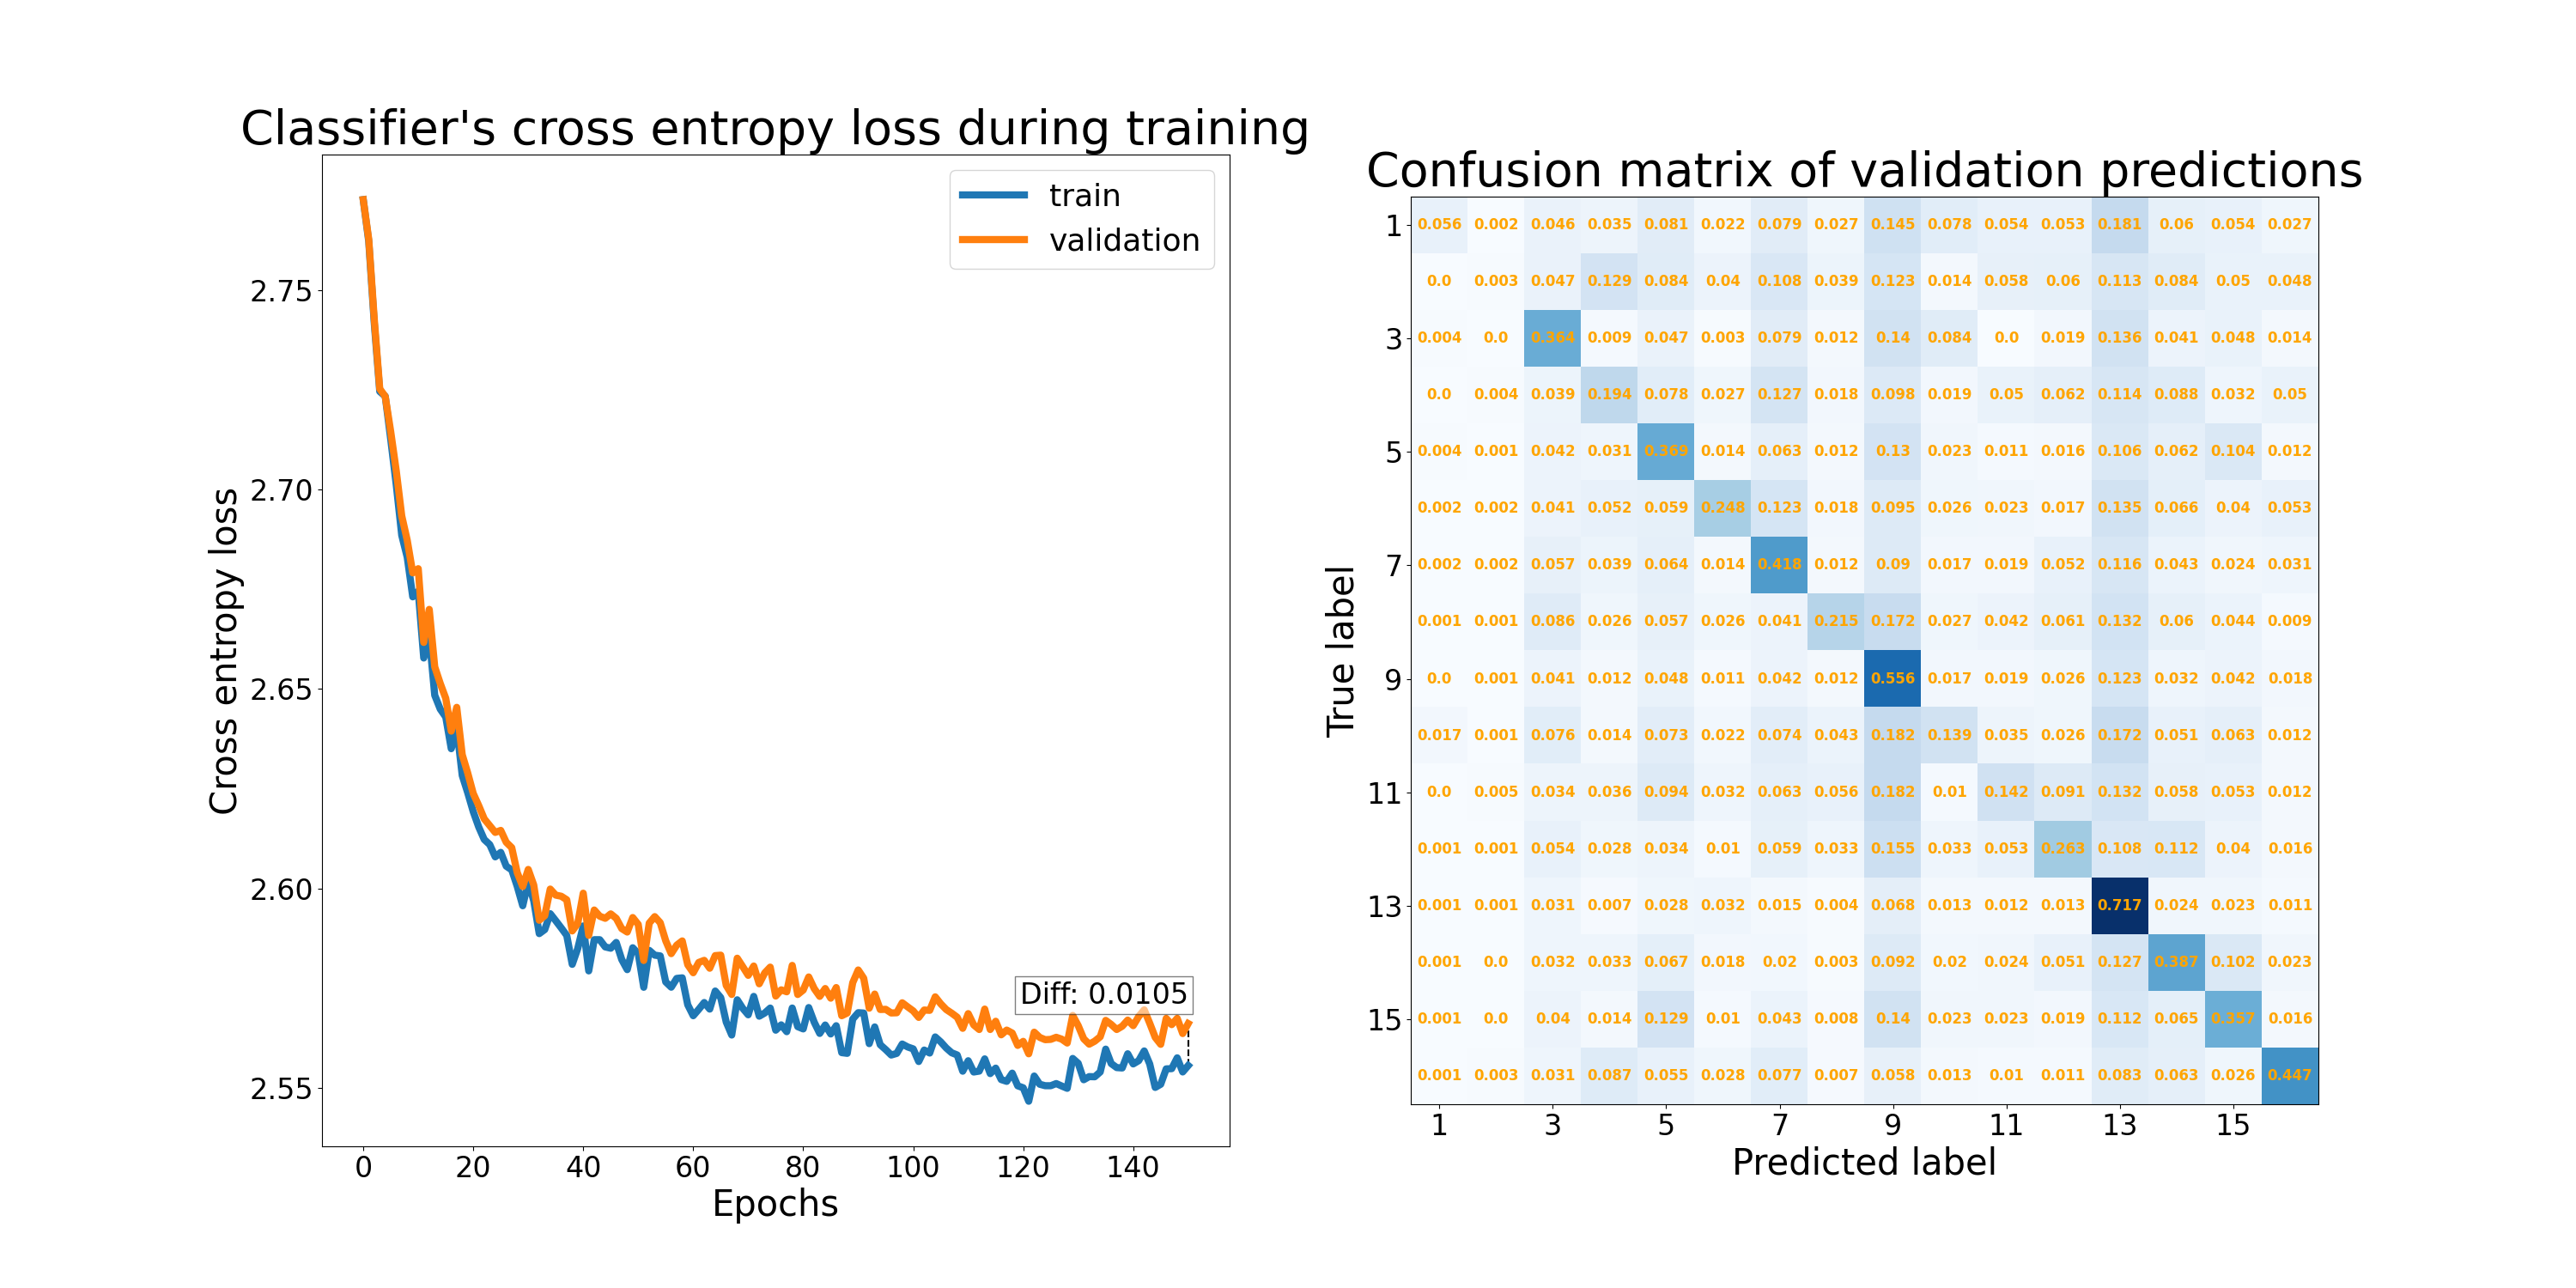 Classifier's cross entropy loss during training
train
validation
2.75
2.70
2.65
2.60
2.55
Cross entropy loss
Diff: 0.0105
0 20 40 60 80 100 120 140
Epochs
Confusion matrix of validation predictions
True label
1 0.056 0.002 0.046 0.035 0.081 0.022 0.079 0.027 0.145 0.078 0.054 0.053 0.181 0.06 0.054 0.027
0.0 0.003 0.047 0.129 0.084 0.04 0.108 0.039 0.123 0.014 0.058 0.06 0.113 0.084 0.05 0.048
3 0.004 0.0 0.364 0.009 0.047 0.003 0.079 0.012 0.14 0.084 0.0 0.019 0.136 0.041 0.048 0.014
0.0 0.004 0.039 0.194 0.078 0.027 0.127 0.018 0.098 0.019 0.05 0.062 0.114 0.088 0.032 0.05
5 0.004 0.001 0.042 0.031 0.369 0.014 0.063 0.012 0.13 0.023 0.011 0.016 0.106 0.062 0.104 0.012
0.002 0.002 0.041 0.052 0.059 0.248 0.123 0.018 0.095 0.026 0.023 0.017 0.135 0.066 0.04 0.053
7 0.002 0.002 0.057 0.039 0.064 0.014 0.418 0.012 0.09 0.017 0.019 0.052 0.116 0.043 0.024 0.031
0.001 0.001 0.086 0.026 0.057 0.026 0.041 0.215 0.172 0.027 0.042 0.061 0.132 0.06 0.044 0.009
9 0.0 0.001 0.041 0.012 0.048 0.011 0.042 0.012 0.556 0.017 0.019 0.026 0.123 0.032 0.042 0.018
0.017 0.001 0.076 0.014 0.073 0.022 0.074 0.043 0.182 0.139 0.035 0.026 0.172 0.051 0.063 0.012
11 0.0 0.005 0.034 0.036 0.094 0.032 0.063 0.056 0.182 0.01 0.142 0.091 0.132 0.058 0.053 0.012
0.001 0.001 0.054 0.028 0.034 0.01 0.059 0.033 0.155 0.033 0.053 0.263 0.108 0.112 0.04 0.016
13 0.001 0.001 0.031 0.007 0.028 0.032 0.015 0.004 0.068 0.013 0.012 0.013 0.717 0.024 0.023 0.011
0.001 0.0 0.032 0.033 0.067 0.018 0.02 0.003 0.092 0.02 0.024 0.051 0.127 0.387 0.102 0.023
15 0.001 0.0 0.04 0.014 0.129 0.01 0.043 0.008 0.14 0.023 0.023 0.019 0.112 0.065 0.357 0.016
0.001 0.003 0.031 0.087 0.055 0.028 0.077 0.007 0.058 0.013 0.01 0.011 0.083 0.063 0.026 0.447
1 3 5 7 9 11 13 15
Predicted label